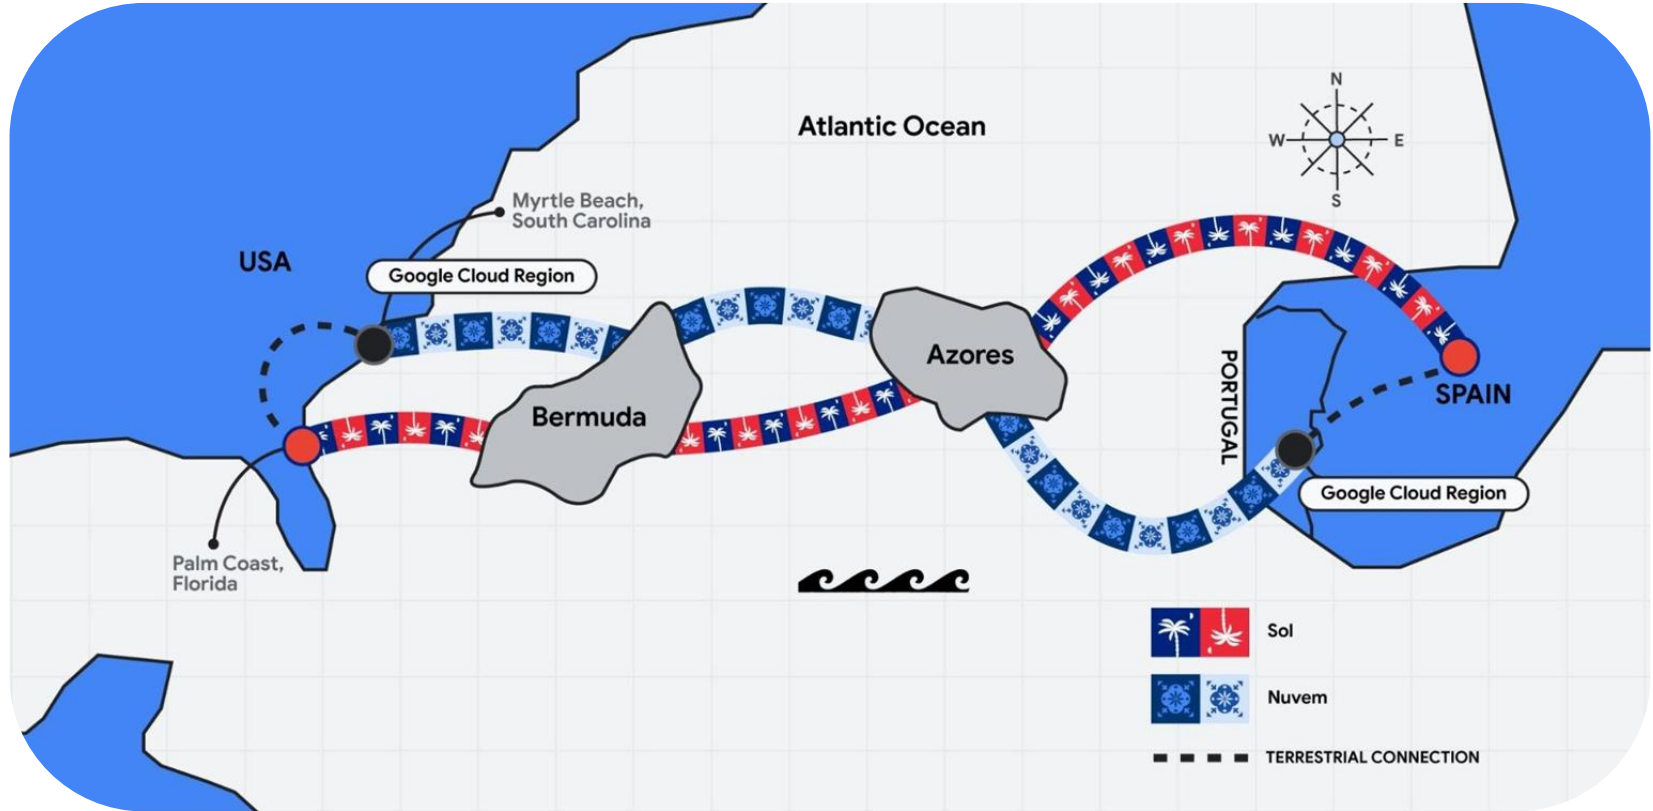 N
Atlantic Ocean
W
E
S
Myrtle Beach,
South Carolina
USA
Google Cloud Region
Azores
PORTUGAL
SPAIN
Bermuda
Google Cloud Region
Palm Coast,
Florida
Sol
Nuvem
TERRESTRIAL CONNECTION